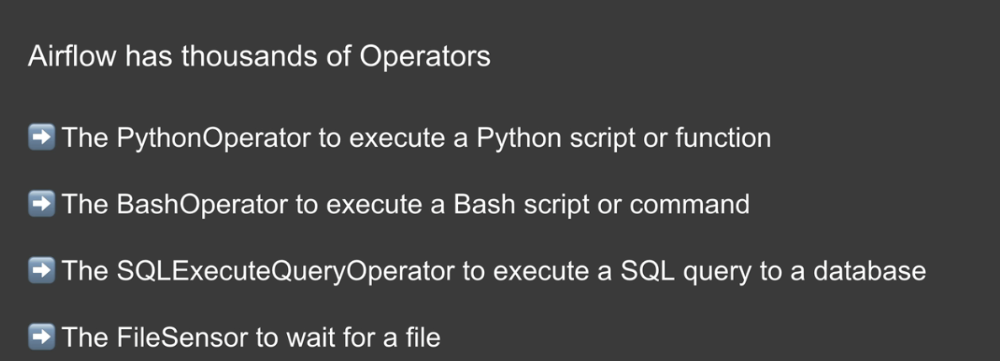 Airflow has thousands of Operators
➡️ The PythonOperator to execute a Python script or function
➡️ The BashOperator to execute a Bash script or command
➡️ The SQLExecuteQueryOperator to execute a SQL query to a database
➡️ The FileSensor to wait for a file